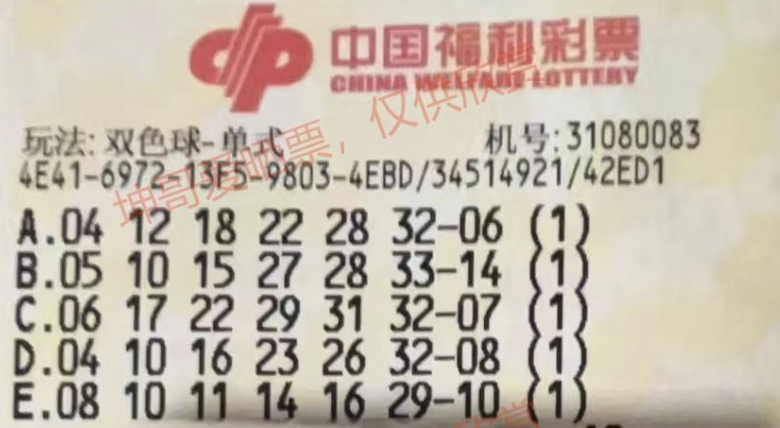 中国福利彩票
CHINA WELFARE LOTTERY
玩法: 双色球-单式 机号:31080083
4E41-6972-13F5-9803-4EBD/34514921/42ED1
坤哥爱晒票，仅供欣赏
A.04 12 18 22 28 32-06 (1)
B.05 10 15 27 28 33-14 (1)
C.06 17 22 29 31 32-07 (1)
D.04 10 16 23 26 32-08 (1)
E.08 10 11 14 16 29-10 (1)